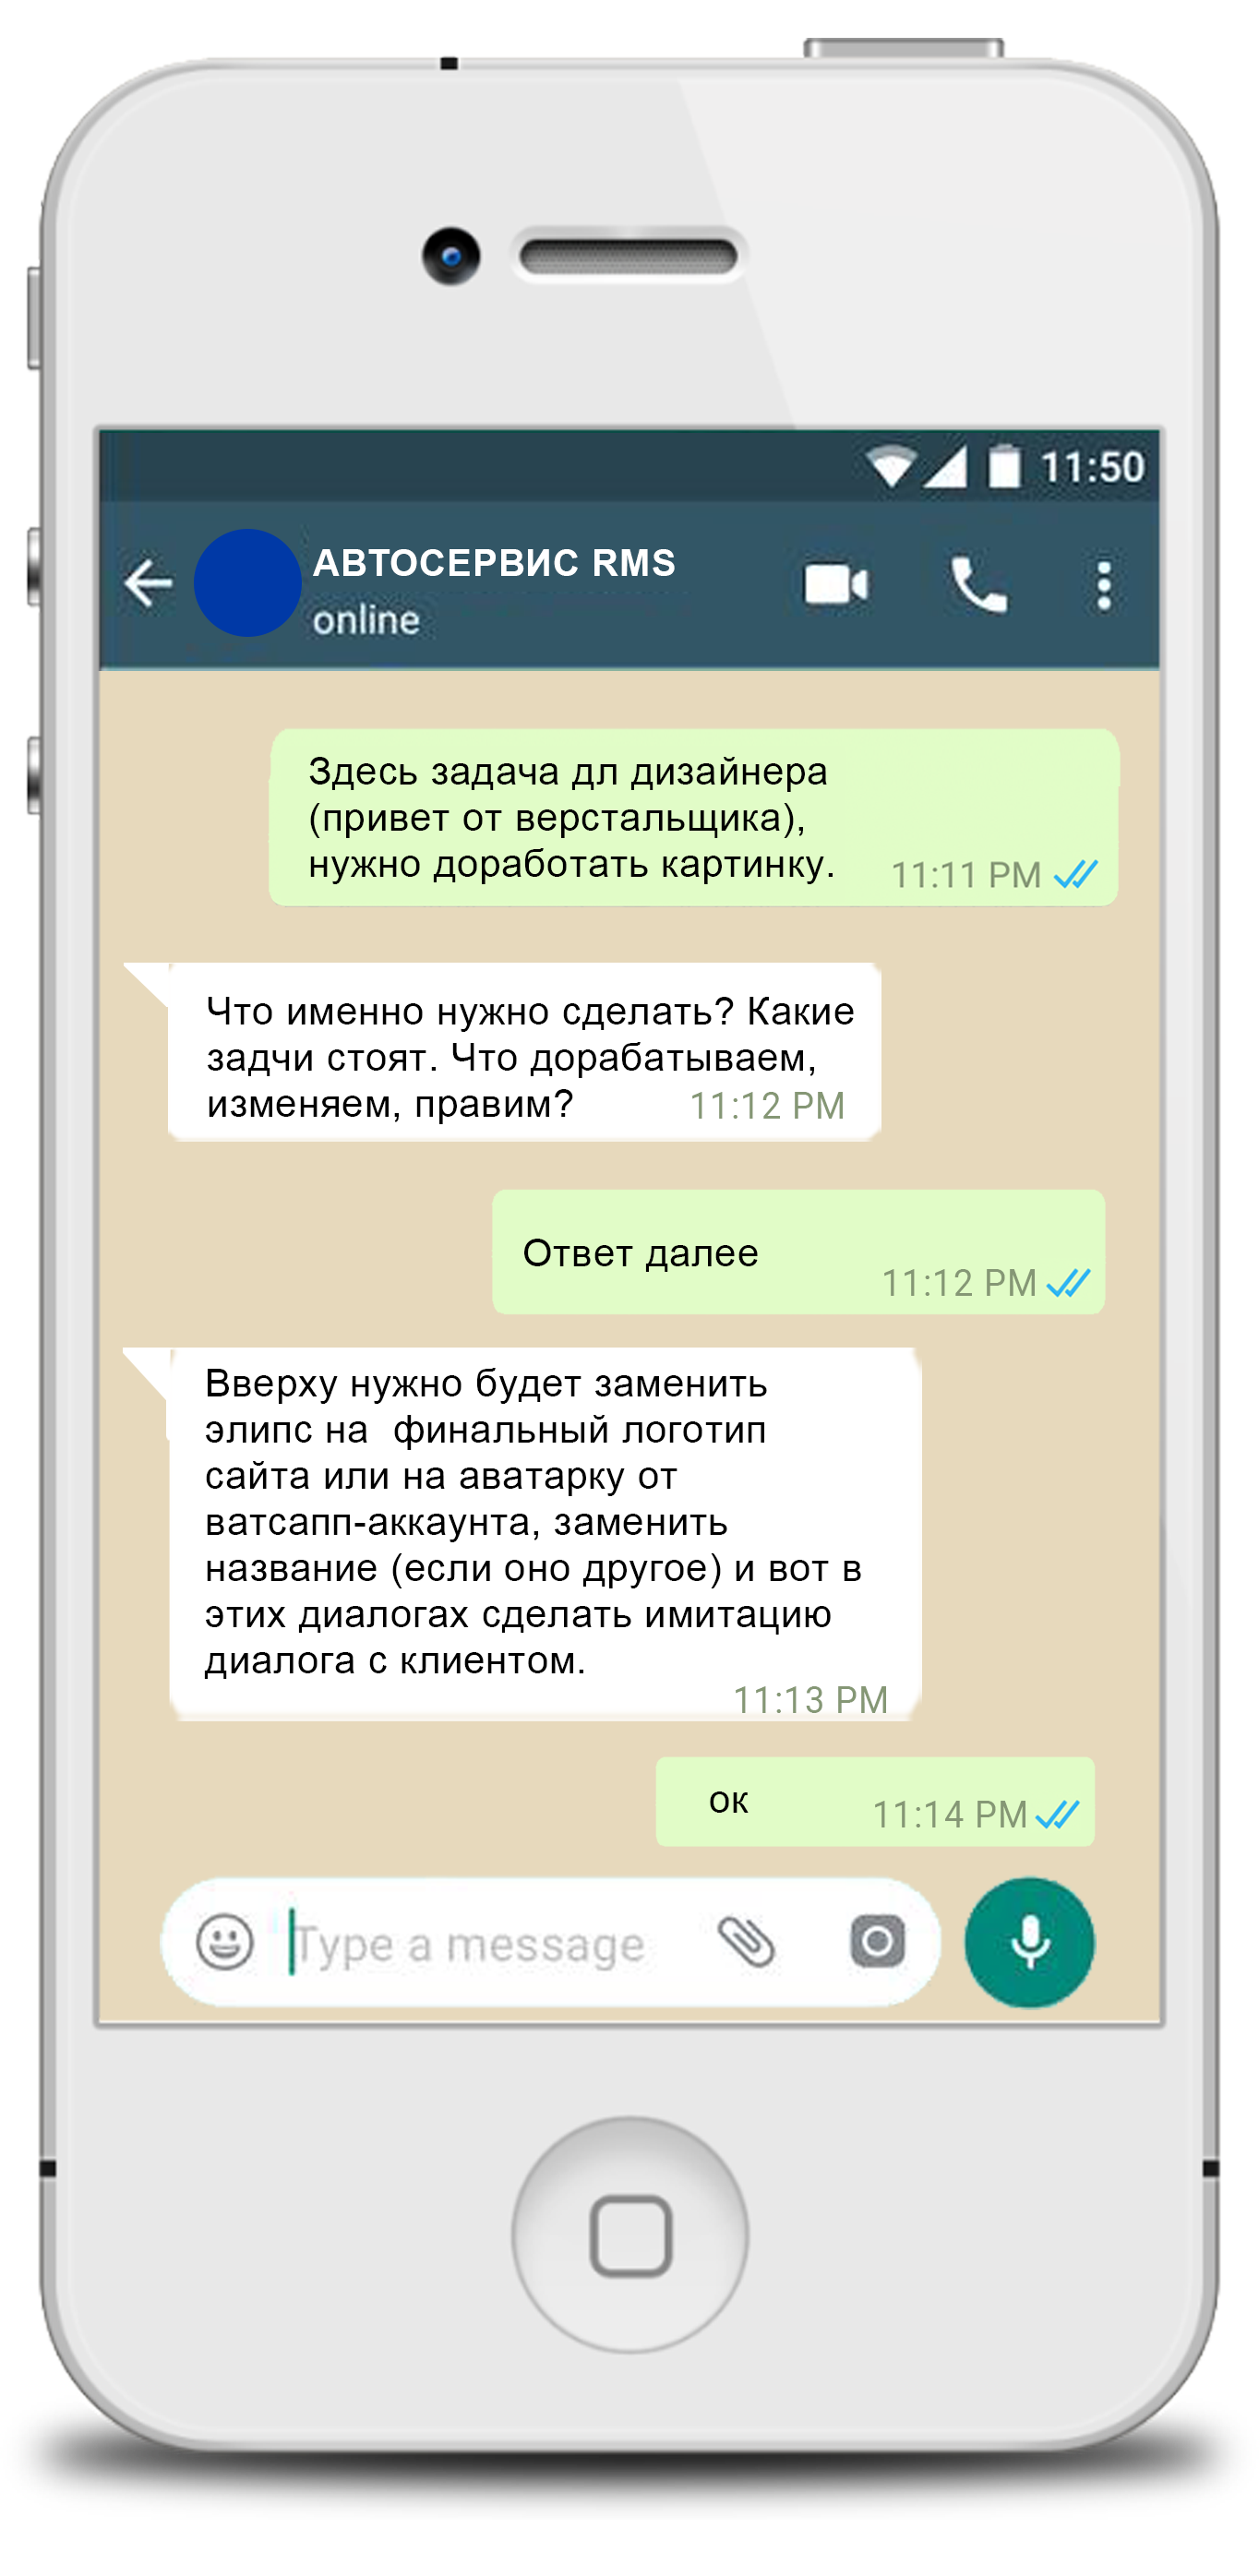 11:50
АВТОСЕРВИС RMS
online
Здесь задача дл дизайнера
(привет от верстальщика),
нужно доработать картинку.
11:11 PM
Что именно нужно сделать? Какие
задчи стоят. Что дорабатываем,
изменяем, правим?
11:12 PM
Ответ далее
11:12 PM
Вверху нужно будет заменить
элипс на  финальный логотип
сайта или на аватарку от
ватсапп-аккаунта, заменить
название (если оно другое) и вот в
этих диалогах сделать имитацию
диалога с клиентом.
11:13 PM
ок
11:14 PM
Type a message